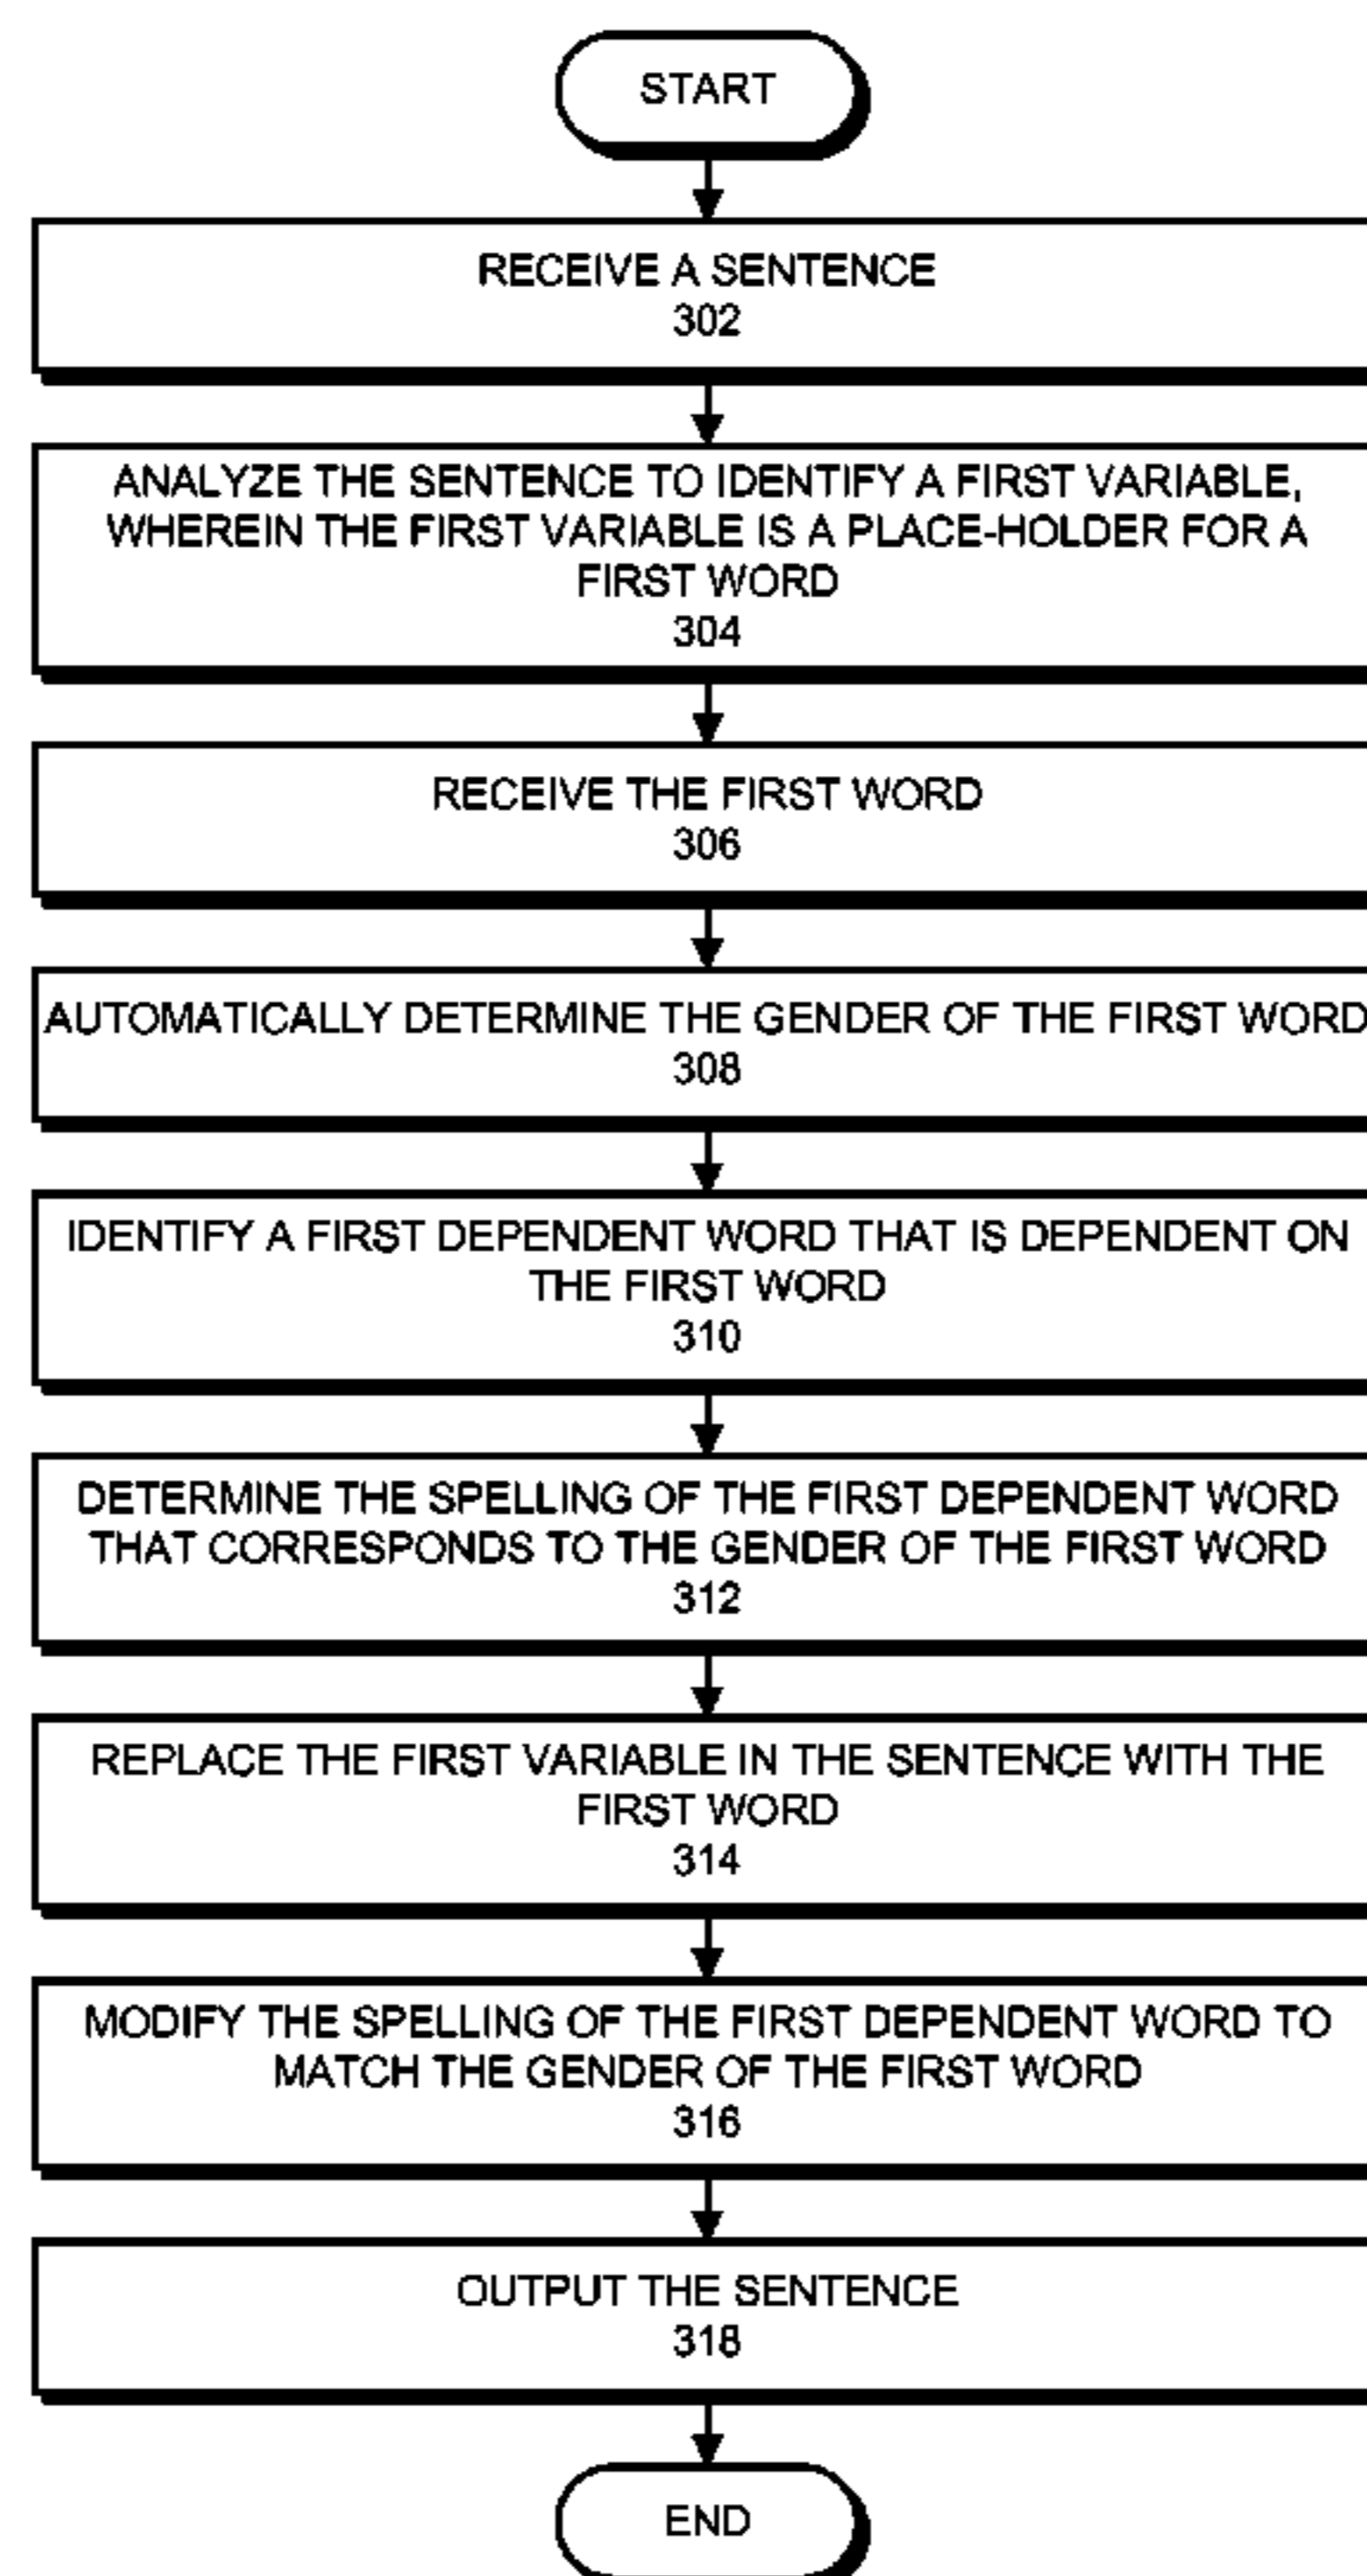 START
RECEIVE A SENTENCE
302
ANALYZE THE SENTENCE TO IDENTIFY A FIRST VARIABLE,
WHEREIN THE FIRST VARIABLE IS A PLACE-HOLDER FOR A
FIRST WORD
304
RECEIVE THE FIRST WORD
306
AUTOMATICALLY DETERMINE THE GENDER OF THE FIRST WORD
308
IDENTIFY A FIRST DEPENDENT WORD THAT IS DEPENDENT ON
THE FIRST WORD
310
DETERMINE THE SPELLING OF THE FIRST DEPENDENT WORD
THAT CORRESPONDS TO THE GENDER OF THE FIRST WORD
312
REPLACE THE FIRST VARIABLE IN THE SENTENCE WITH THE
FIRST WORD
314
MODIFY THE SPELLING OF THE FIRST DEPENDENT WORD TO
MATCH THE GENDER OF THE FIRST WORD
316
OUTPUT THE SENTENCE
318
END